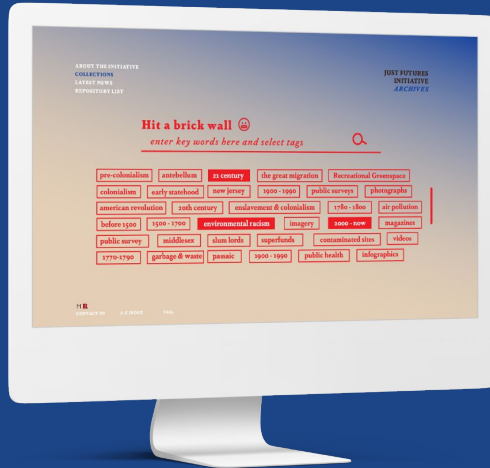 ABOUT THE INITIATIVE
COLLECTIONS
LATEST NEWS
REPOSITORY LIST
JUST FUTURES
INITIATIVE
ARCHIVES
Hit a brick wall
enter key words here and select tags
pre-colonialism antebellum 21 century the great migration Recreational Greenspace
colonialism early statehood new jersey 1900 - 1990 public surveys photographs
american revolution 20th century enslavement & colonialism 1780 - 1800 air pollution
before 1500 1500 - 1700 environmental racism imagery 2000 - now magazines
public survey middlesex slum lords superfunds contaminated sites videos
1770-1790 garbage & waste passaic 1900 - 1990 public health infographics
CONTACT US A-Z INDEX FAQ